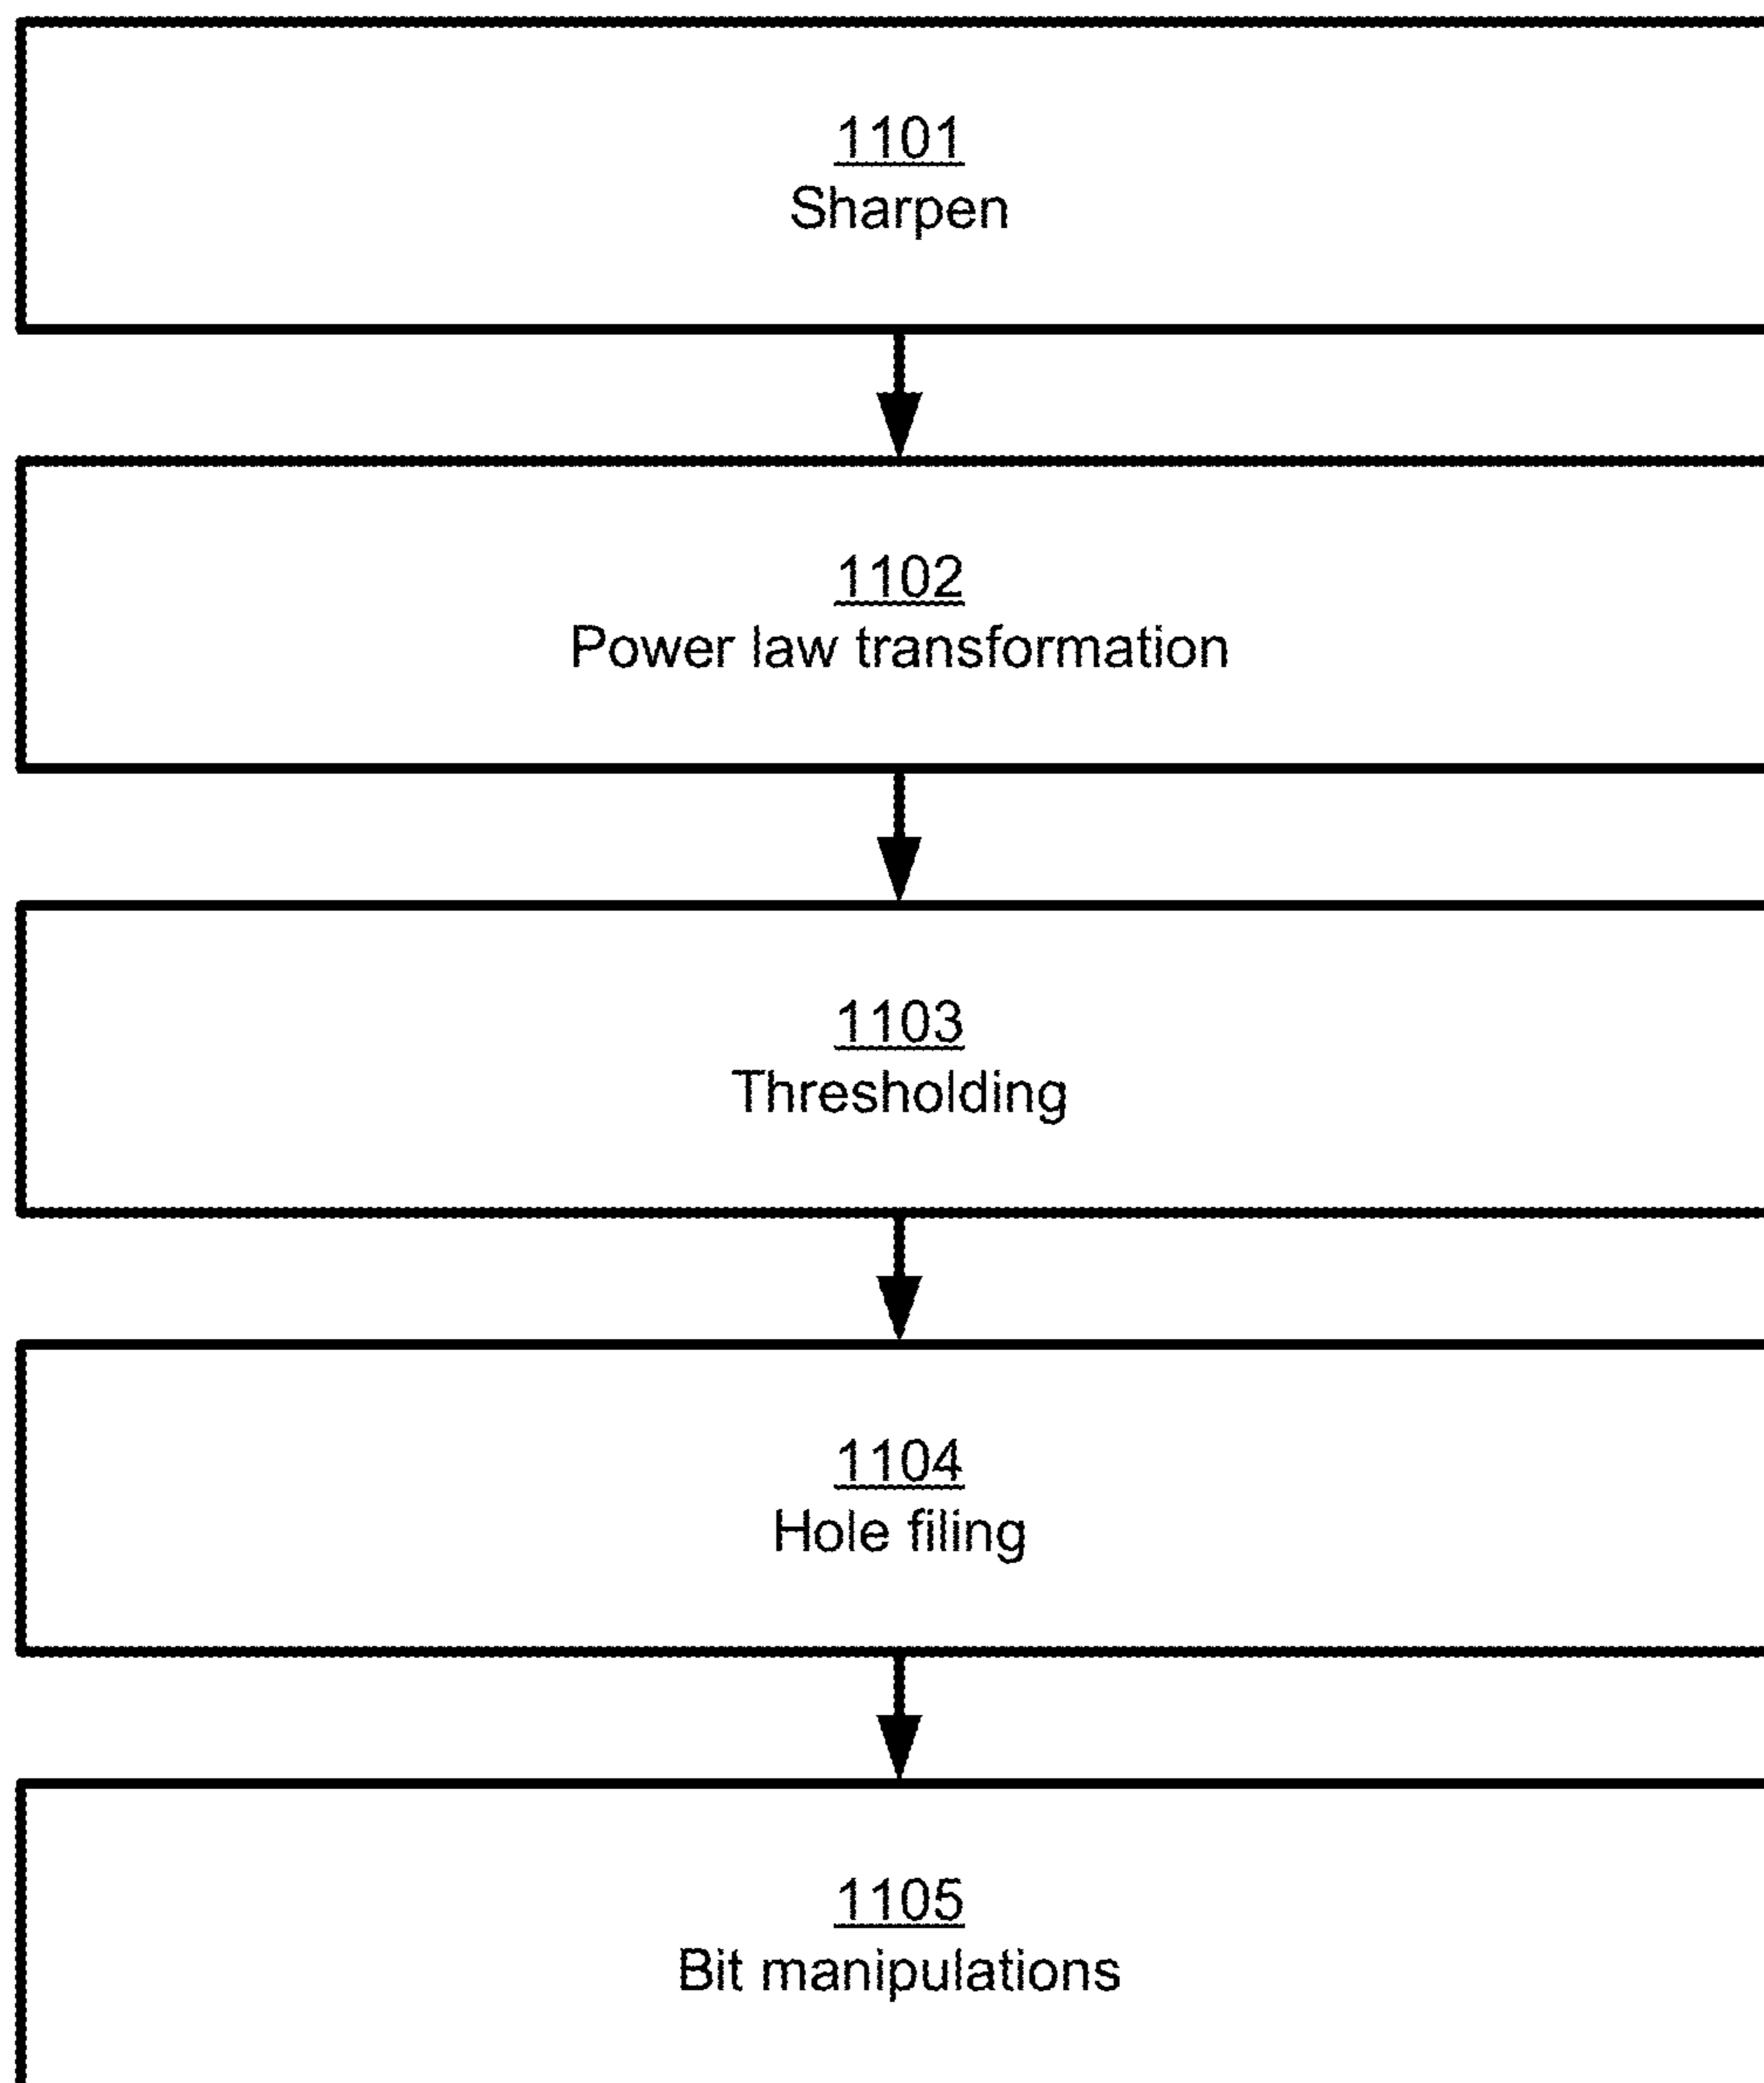 1101
Sharpen
1102
Power law transformation
1103
Thresholding
1104
Hole filing
1105
Bit manipulations